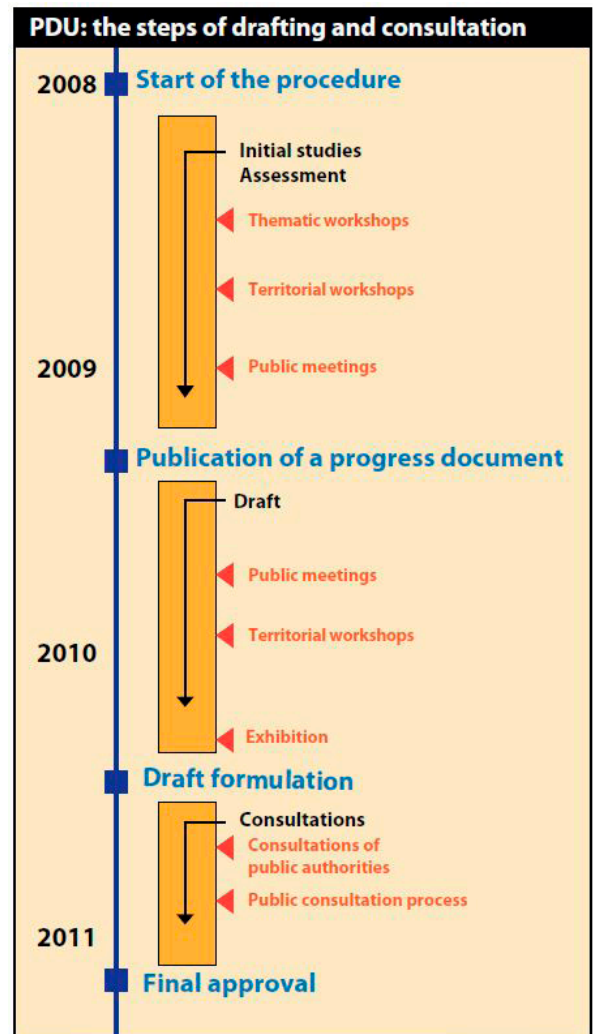 PDU: the steps of drafting and consultation
2008
Start of the procedure
Initial studies
Assessment
Thematic workshops
Territorial workshops
2009
Public meetings
Publication of a progress document
Draft
Public meetings
Territorial workshops
2010
Exhibition
Draft formulation
Consultations
Consultations of
public authorities
Public consultation process
2011
Final approval